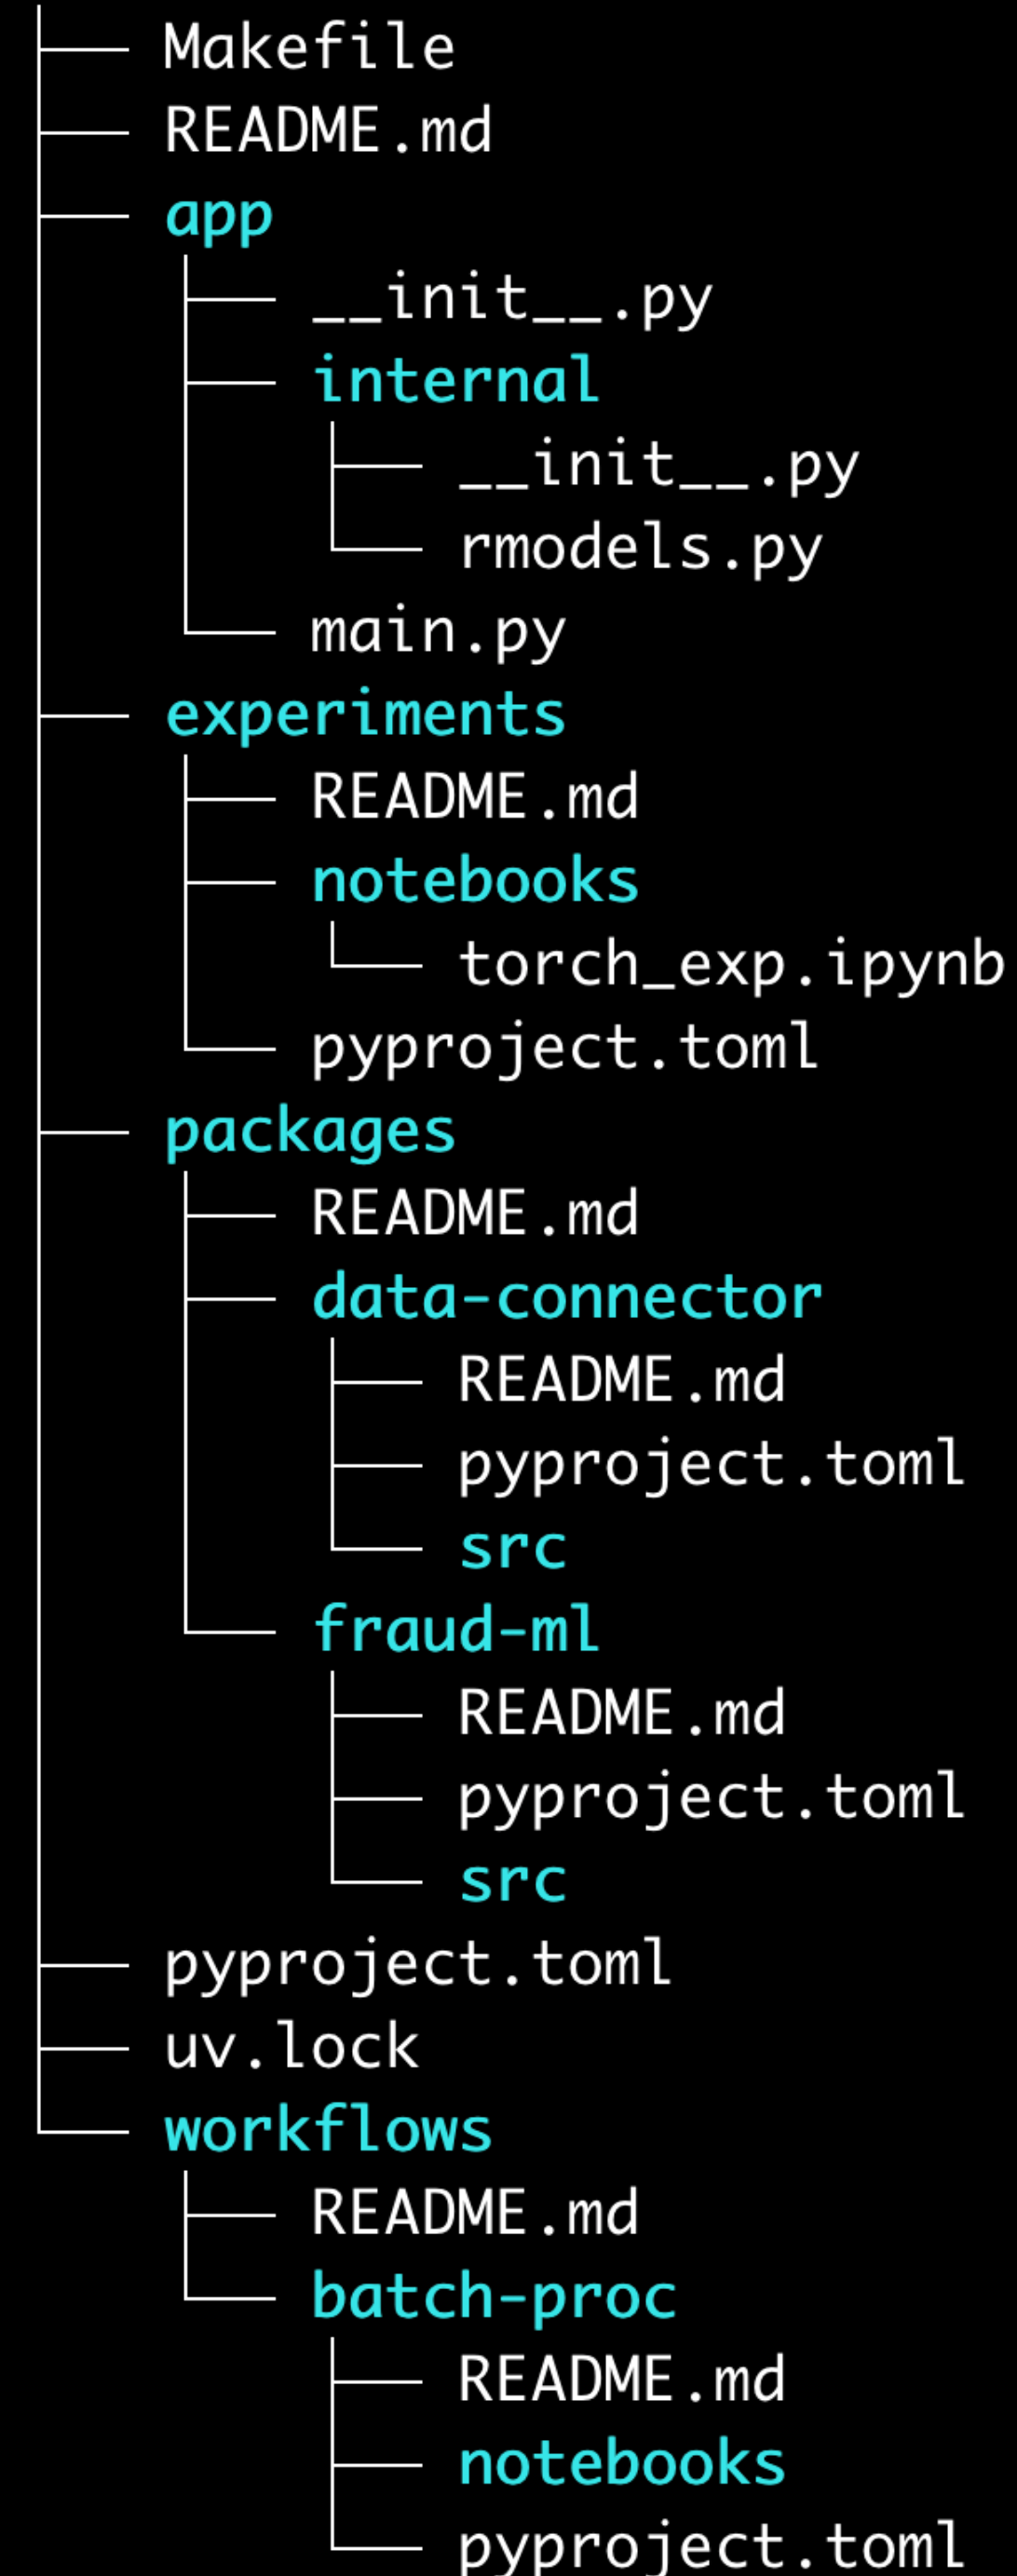 Makefile
README.md
app
__init__.py
internal
__init__.py
rmodels.py
main.py
experiments
README.md
notebooks
torch_exp.ipynb
pyproject.toml
packages
README.md
data-connector
README.md
pyproject.toml
src
fraud-ml
README.md
pyproject.toml
src
pyproject.toml
uv.lock
workflows
README.md
batch-proc
README.md
notebooks
pyproject.toml